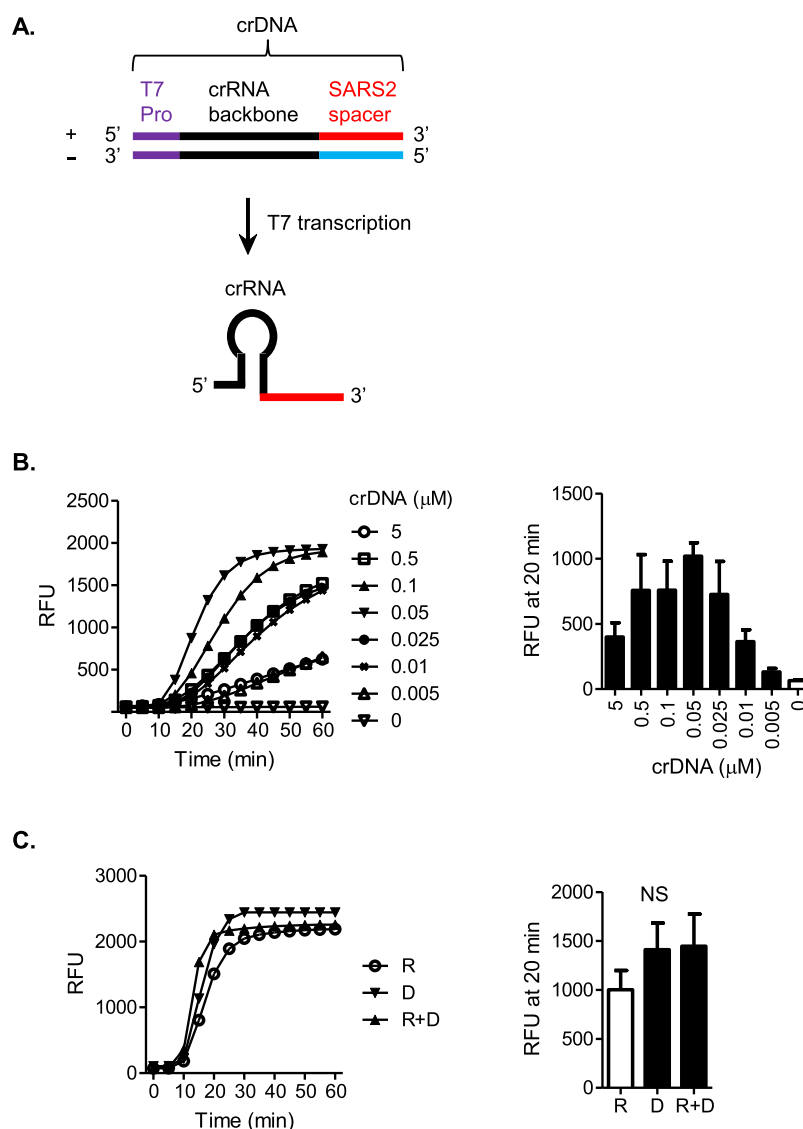 A.
crDNA
T7 Pro
crRNA backbone
SARS2 spacer
+ 5’ 3’
− 3’ 5’
T7 transcription
crRNA
5’ 3’
B.
2500
2000
1500
1000
500
RFU
0 10 20 30 40 50 60
Time (min)
crDNA (μM)
5
0.5
0.1
0.05
0.025
0.01
0.005
0
1500
1000
500
0
RFU at 20 min
5 0.5 0.1 0.05 0.025 0.01 0.005 0
crDNA (μM)
C.
3000
2000
1000
0
RFU
0 10 20 30 40 50 60
Time (min)
R
D
R+D
2000
1500
1000
500
0
RFU at 20 min
NS
R D R+D